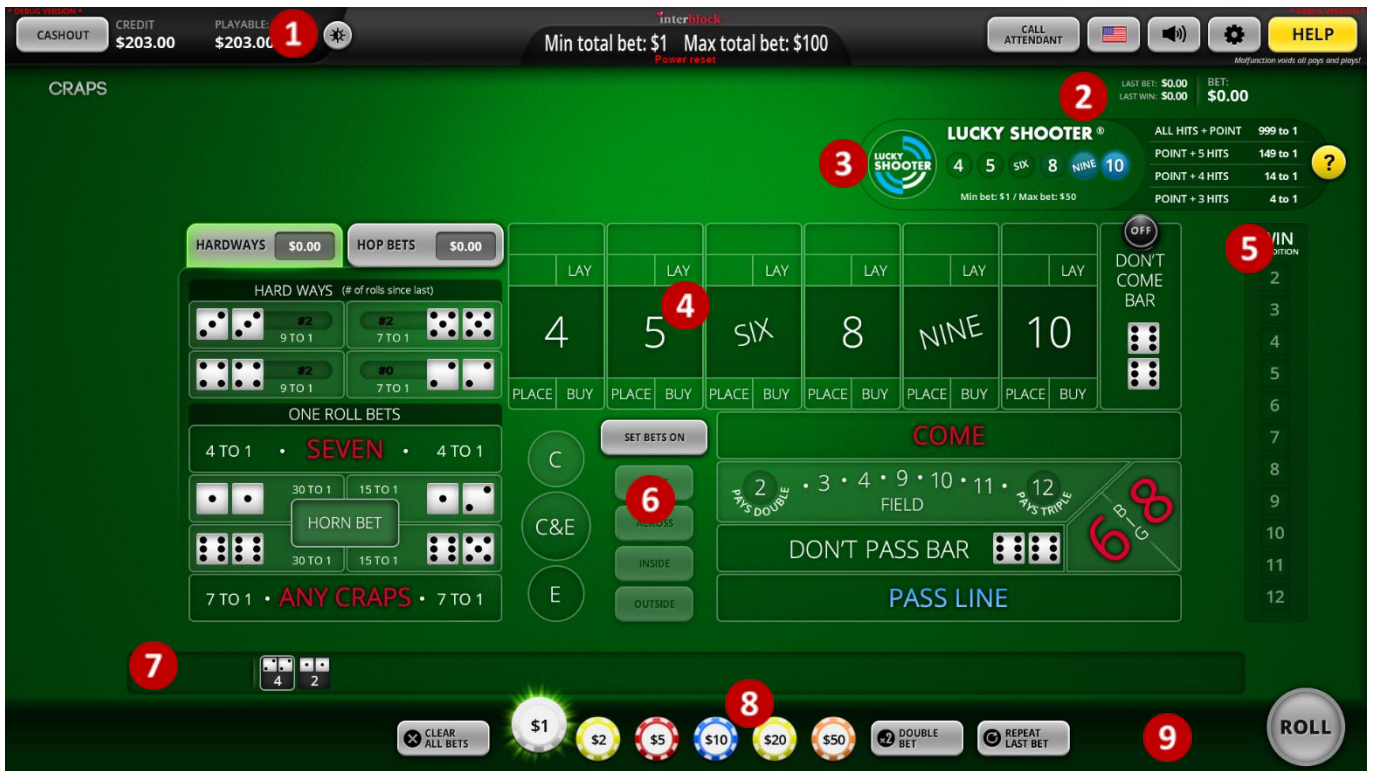 * DEBUG VERSION *
* DEBUG VERSION *
CASHOUT
CREDIT
$203.00
PLAYABLE:
$203.00
1
interblock
Min total bet: $1 Max total bet: $100
Power reset
CALL
ATTENDANT
HELP
Malfunction voids all pays and plays!
CRAPS
2
LAST BET: $0.00
LAST WIN: $0.00
BET:
$0.00
3
LUCKY
SHOOTER
LUCKY SHOOTER ®
4 5 SIX 8 NINE 10
Min bet: $1 / Max bet: $50
ALL HITS + POINT 999 to 1
POINT + 5 HITS 149 to 1
POINT + 4 HITS 14 to 1
POINT + 3 HITS 4 to 1
?
HARDWAYS $0.00
HOP BETS $0.00
HARD WAYS (# of rolls since last)
#2
9 TO 1
#2
7 TO 1
#2
9 TO 1
#0
7 TO 1
ONE ROLL BETS
4 TO 1 • SEVEN • 4 TO 1
30 TO 1 15 TO 1
HORN BET
30 TO 1 15 TO 1
7 TO 1 • ANY CRAPS • 7 TO 1
LAY LAY LAY LAY LAY LAY
4
4 5 SIX 8 NINE 10
PLACE BUY PLACE BUY PLACE BUY PLACE BUY PLACE BUY PLACE BUY
OFF
DON'T
COME
BAR
C
C&E
E
SET BETS ON
6
ACROSS
INSIDE
OUTSIDE
COME
2 PAYS DOUBLE • 3 • 4 • 9 • 10 • 11 • 12 PAYS TRIPLE
FIELD
DON'T PASS BAR
BIG
6 8
PASS LINE
5
2
3
4
5
6
7
8
9
10
11
12
7
4 2
8
CLEAR
ALL BETS
$1 $2 $5 $10 $20 $50
x2 DOUBLE
BET
REPEAT
LAST BET
9
ROLL